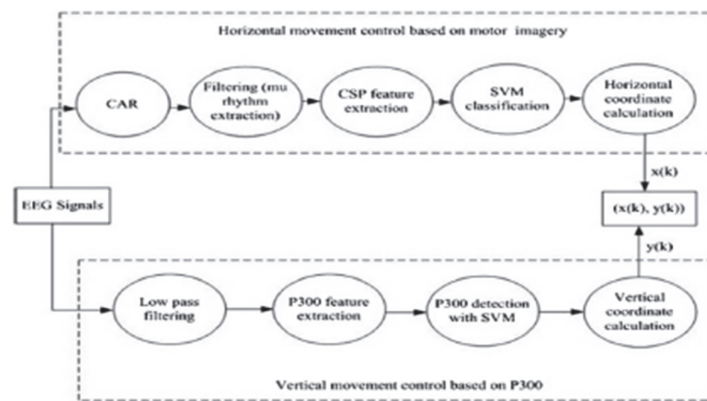 Horizontal movement control based on motor imagery
CAR
Filtering (mu
rhythm
extraction)
CSP feature
extraction
SVM
classification
Horizontal
coordinate
calculation
x(k)
EEG Signals
(x(k), y(k))
y(k)
Low pass
filtering
P300 feature
extraction
P300 detection
with SVM
Vertical
coordinate
calculation
Vertical movement control based on P300